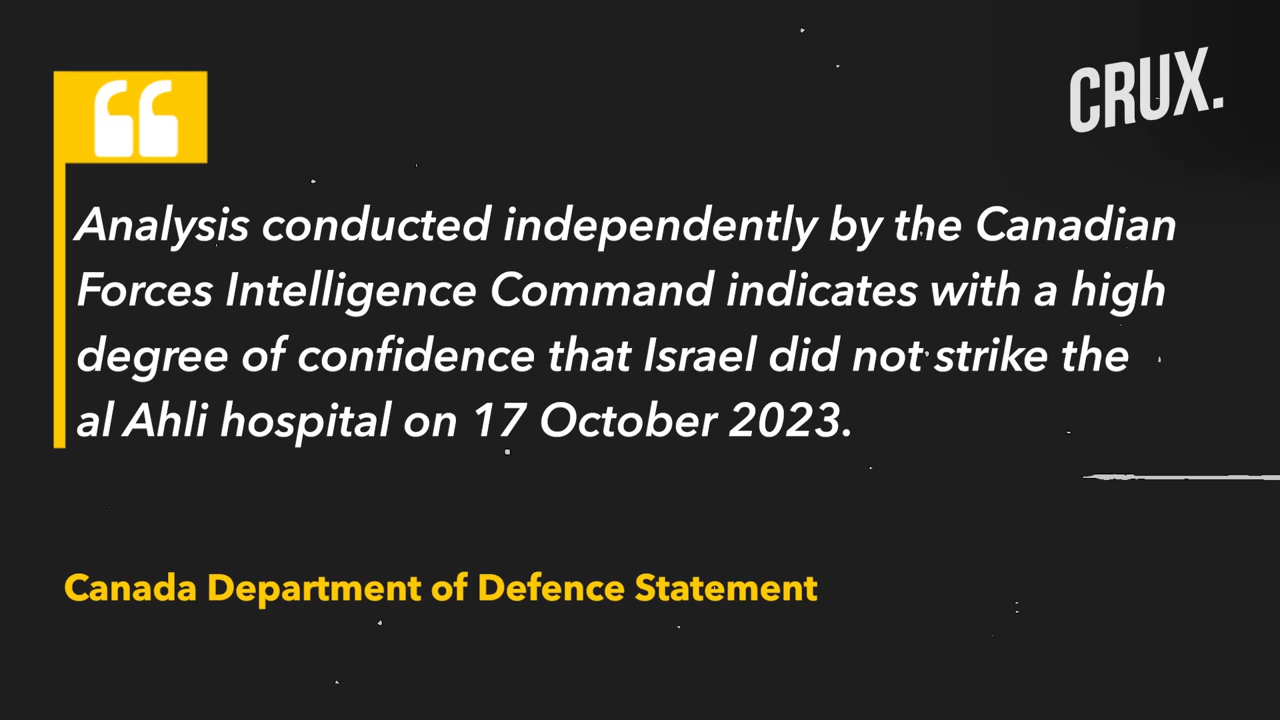 CRUX.
Analysis conducted independently by the Canadian
Forces Intelligence Command indicates with a high
degree of confidence that Israel did not strike the
al Ahli hospital on 17 October 2023.
Canada Department of Defence Statement